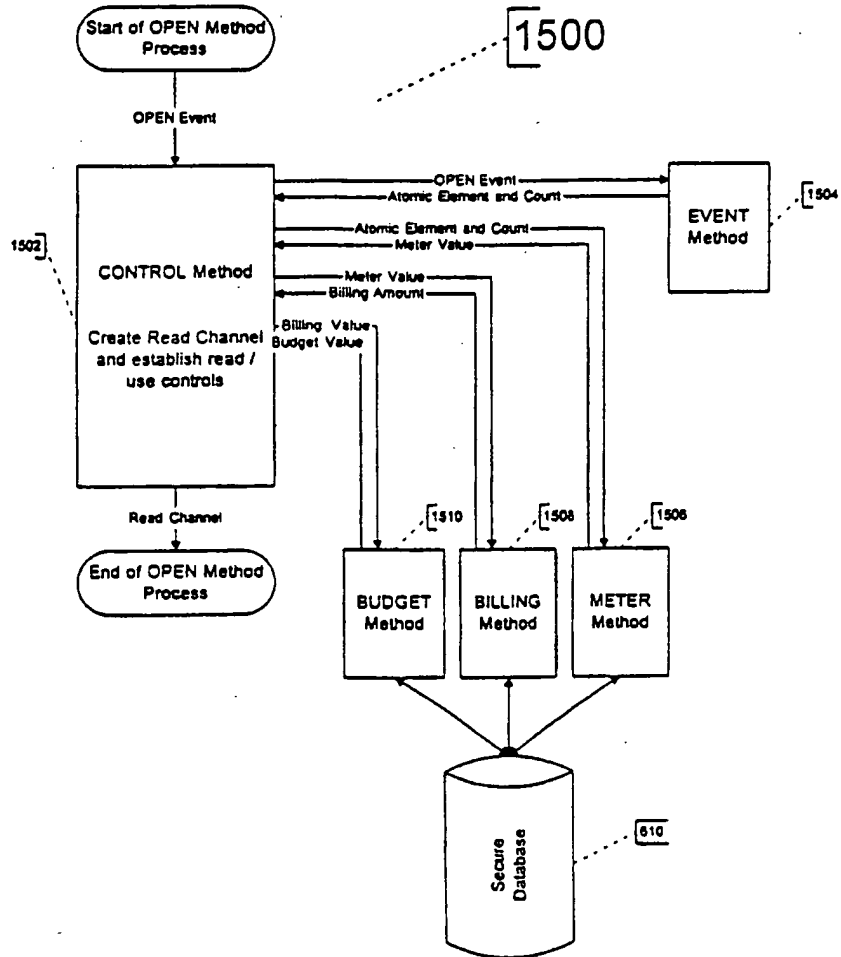 Start of OPEN Method
Process
1500
OPEN Event
OPEN Event
Atomic Element and Count
EVENT
Method
1504
Atomic Element and Count
Meter Value
1502
CONTROL Method
Meter Value
Billing Amount
Create Read Channel
and establish read /
use controls
Billing Value
Budget Value
Read Channel
1510
1508
1506
End of OPEN Method
Process
BUDGET
Method
BILLING
Method
METER
Method
Secure
Database
610